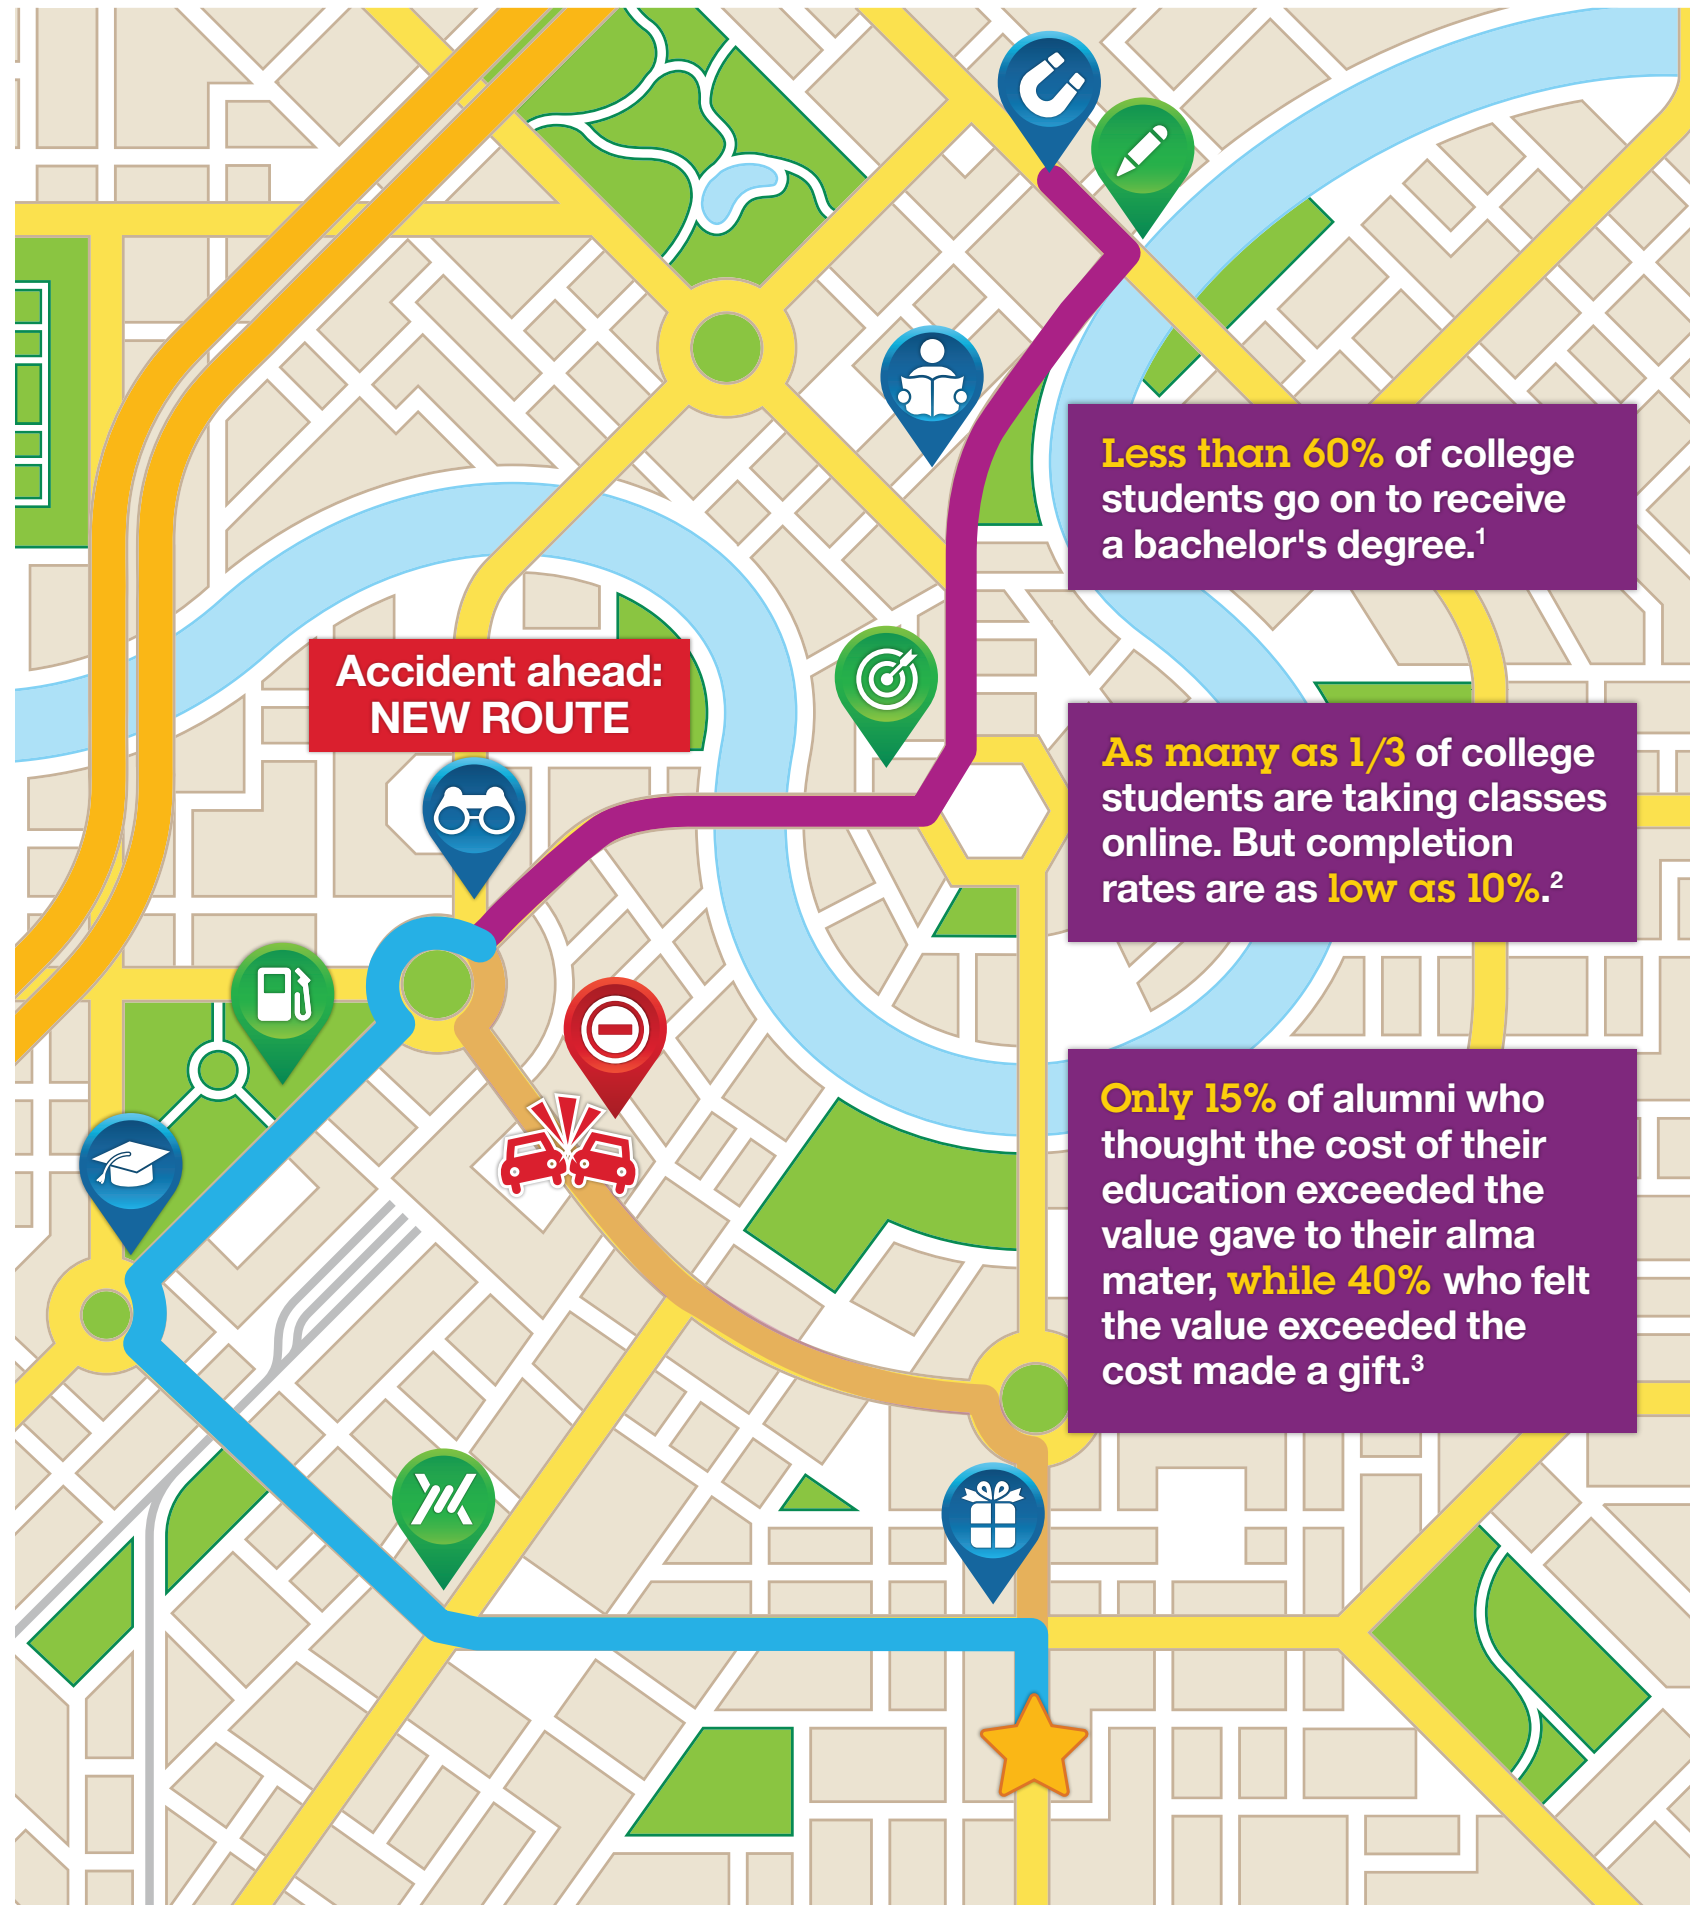 Less than 60% of college
students go on to receive
a bachelor's degree.1
Accident ahead:
NEW ROUTE
As many as 1/3 of college
students are taking classes
online. But completion
rates are as low as 10%.2
Only 15% of alumni who
thought the cost of their
education exceeded the
value gave to their alma
mater, while 40% who felt
the value exceeded the
cost made a gift.3